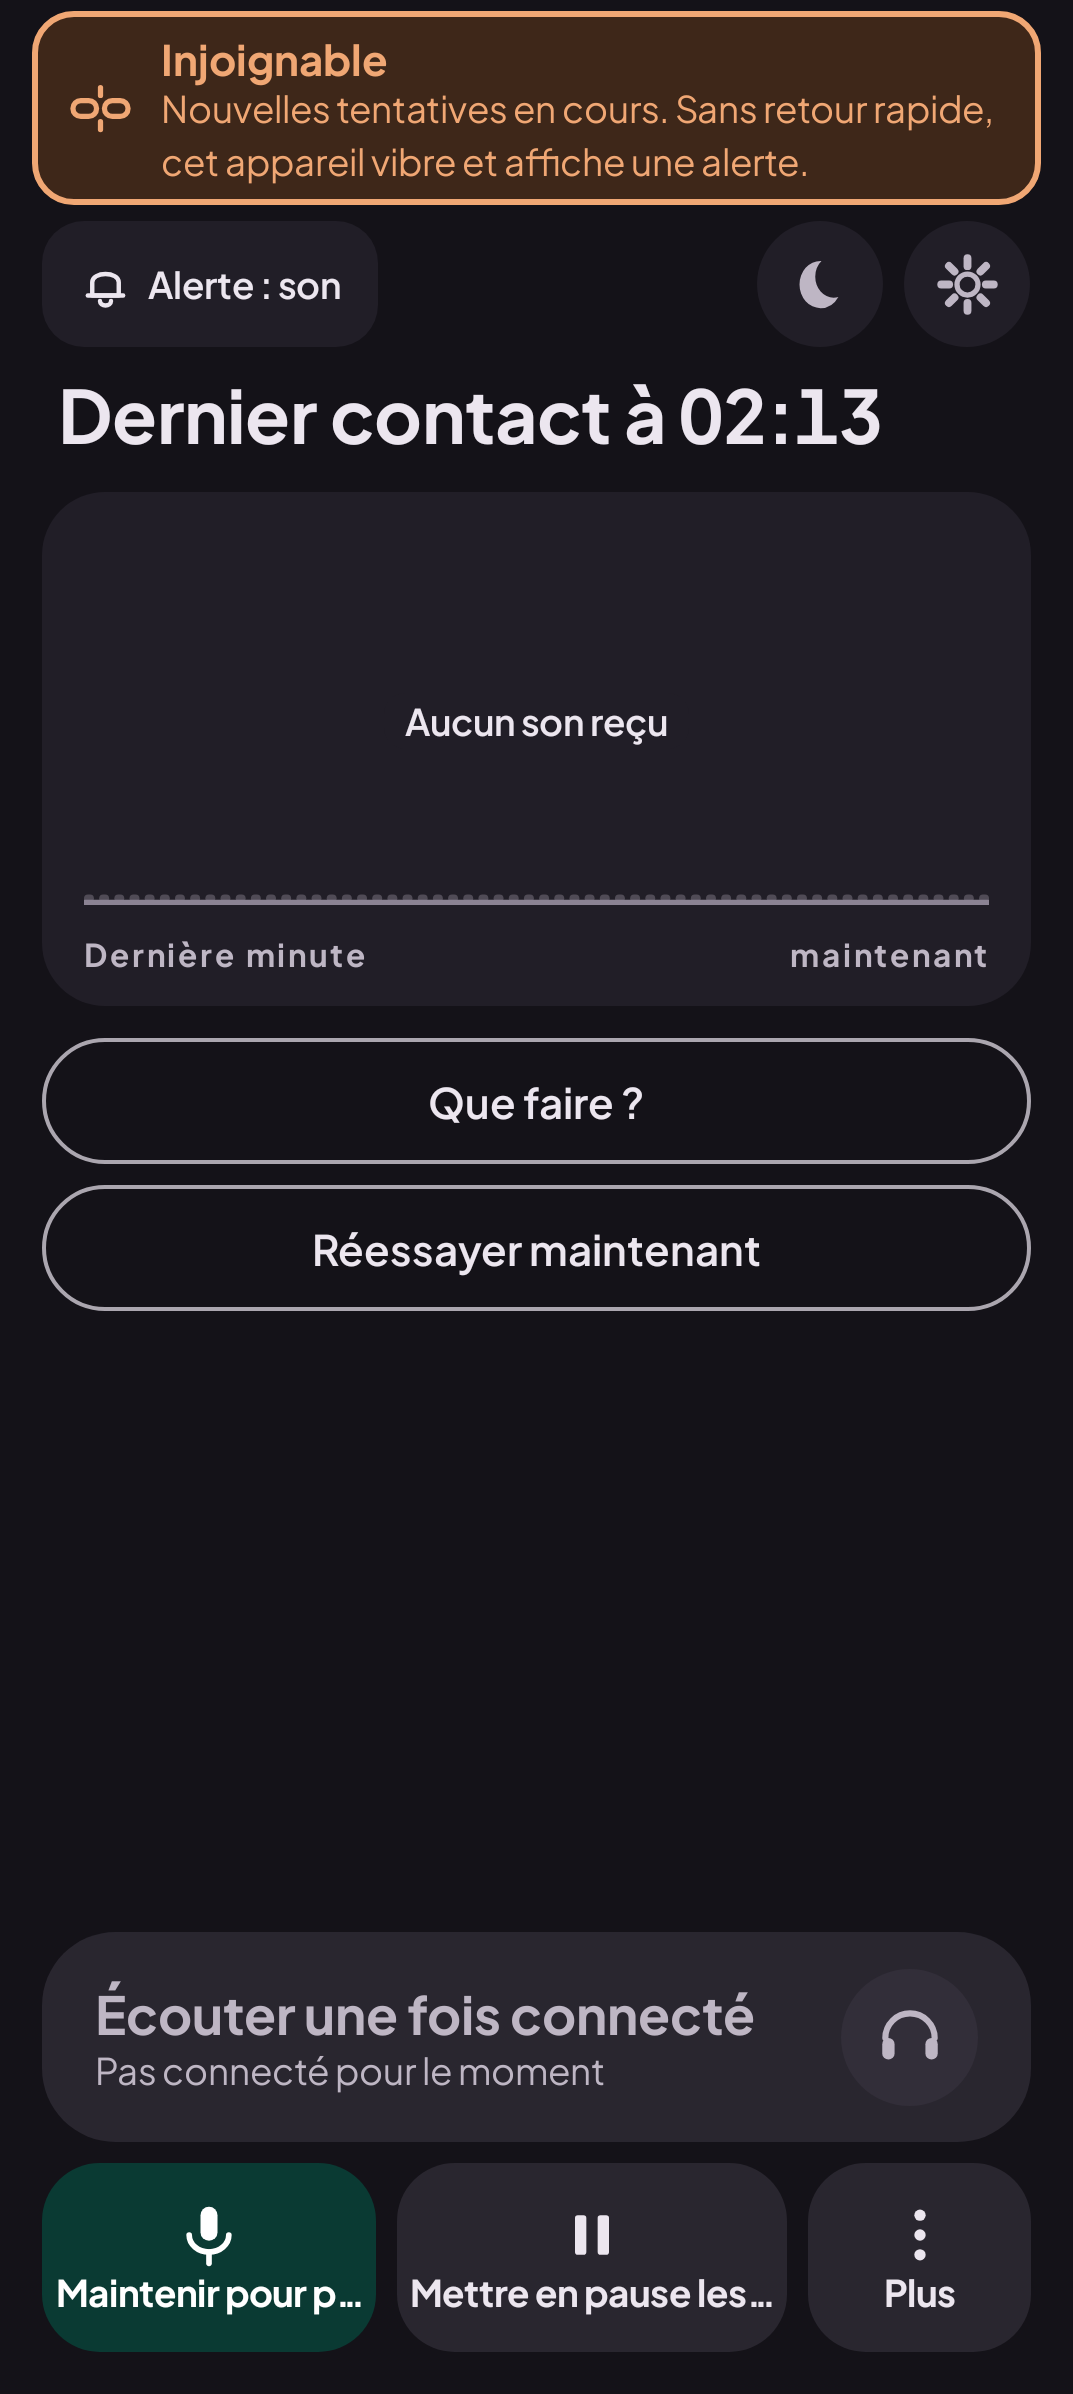 Injoignable
Nouvelles tentatives en cours. Sans retour rapide,
cet appareil vibre et affiche une alerte.
Alerte : son
Dernier contact à 02:13
Aucun son reçu
Dernière minute
maintenant
Que faire ?
Réessayer maintenant
Écouter une fois connecté
Pas connecté pour le moment
Maintenir pour p...
Mettre en pause les...
Plus